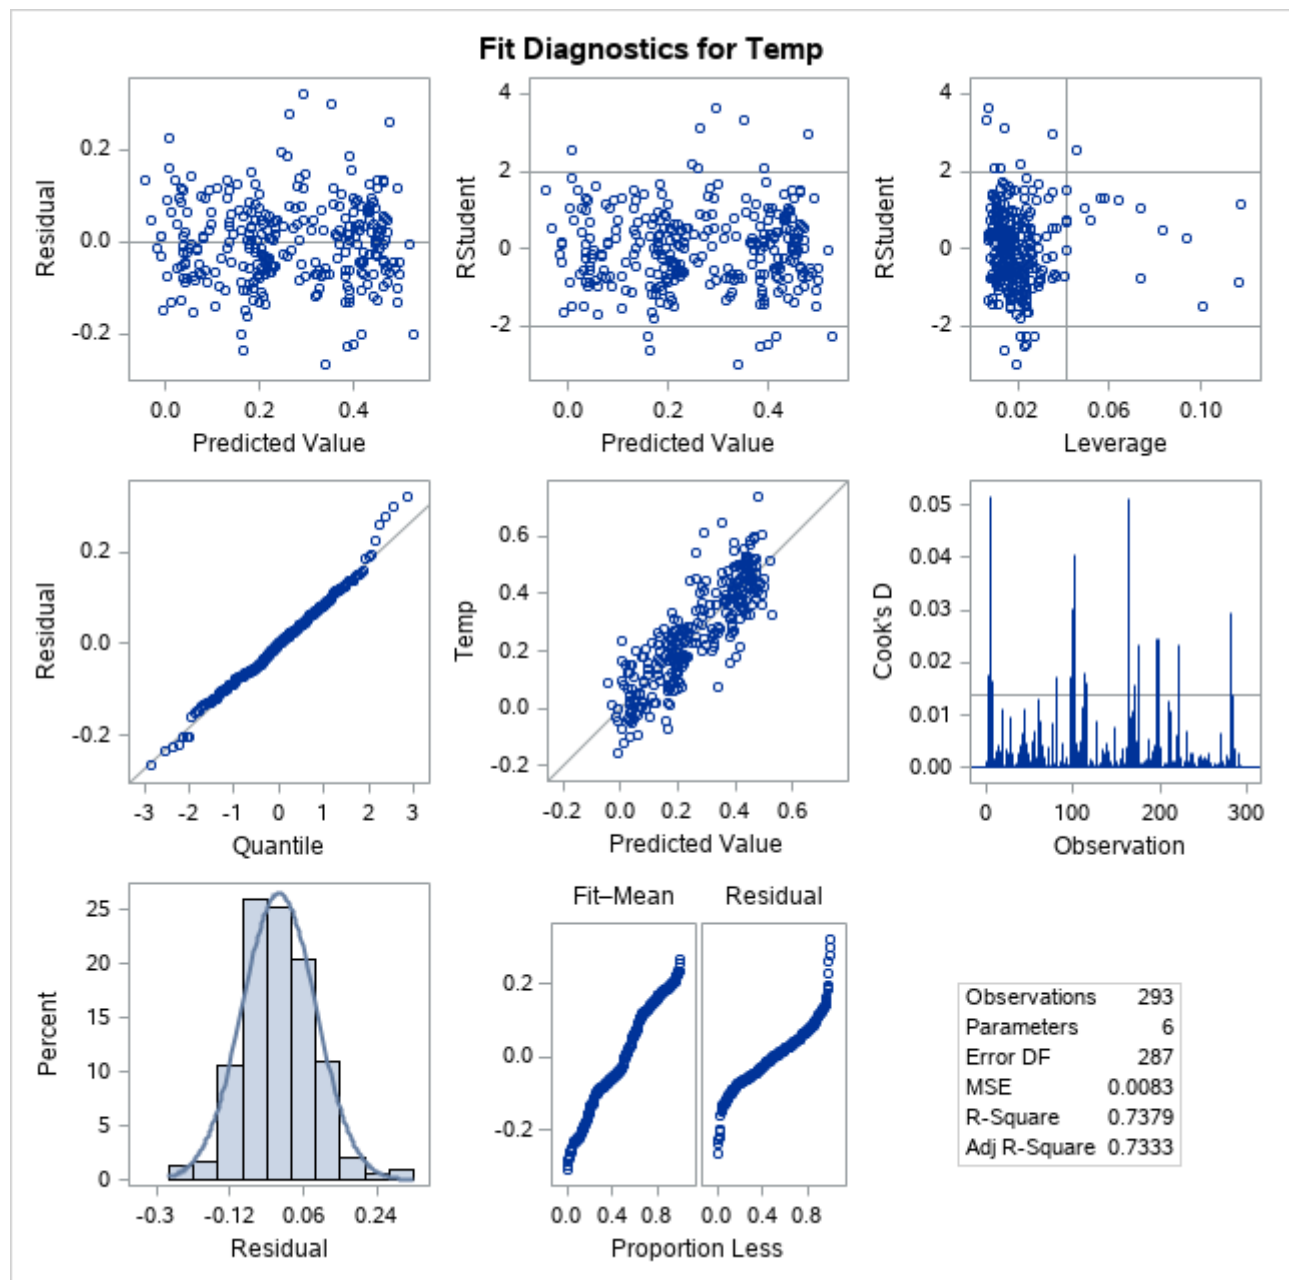 Fit Diagnostics for Temp
Residual
0.2
0.0
-0.2
0.0 0.2 0.4
Predicted Value
RStudent
4
2
0
-2
0.0 0.2 0.4
Predicted Value
RStudent
4
2
0
-2
0.02 0.06 0.10
Leverage
Residual
0.2
0.0
-0.2
-3 -2 -1 0 1 2 3
Quantile
Temp
0.6
0.4
0.2
0.0
-0.2
-0.2 0.0 0.2 0.4 0.6
Predicted Value
Cook's D
0.05
0.04
0.03
0.02
0.01
0.00
0 100 200 300
Observation
Percent
25
20
15
10
5
0
-0.3 -0.12 0.06 0.24
Residual
Fit–Mean Residual
0.2
0.0
-0.2
0.0 0.4 0.8 0.0 0.4 0.8
Proportion Less
Observations 293
Parameters 6
Error DF 287
MSE 0.0083
R-Square 0.7379
Adj R-Square 0.7333